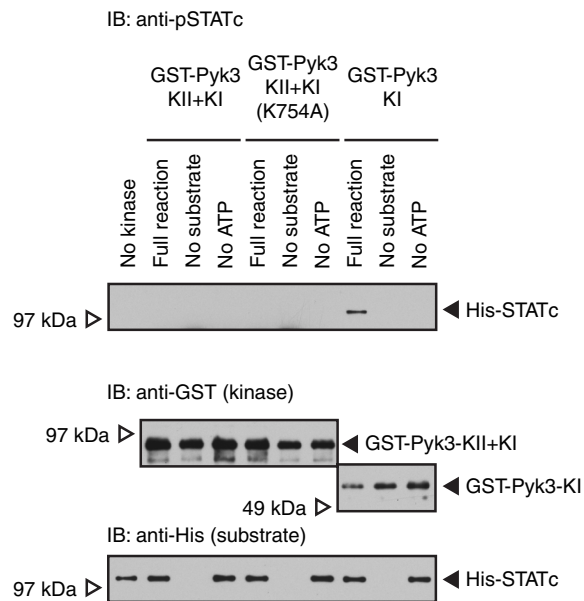 IB: anti-pSTATc
GST-Pyk3
KII+KI
GST-Pyk3
KII+KI
(K754A)
GST-Pyk3
KI
No kinase
Full reaction
No substrate
No ATP
Full reaction
No substrate
No ATP
Full reaction
No substrate
No ATP
97 kDa
His-STATc
IB: anti-GST (kinase)
97 kDa
GST-Pyk3-KII+KI
GST-Pyk3-KI
49 kDa
IB: anti-His (substrate)
97 kDa
His-STATc